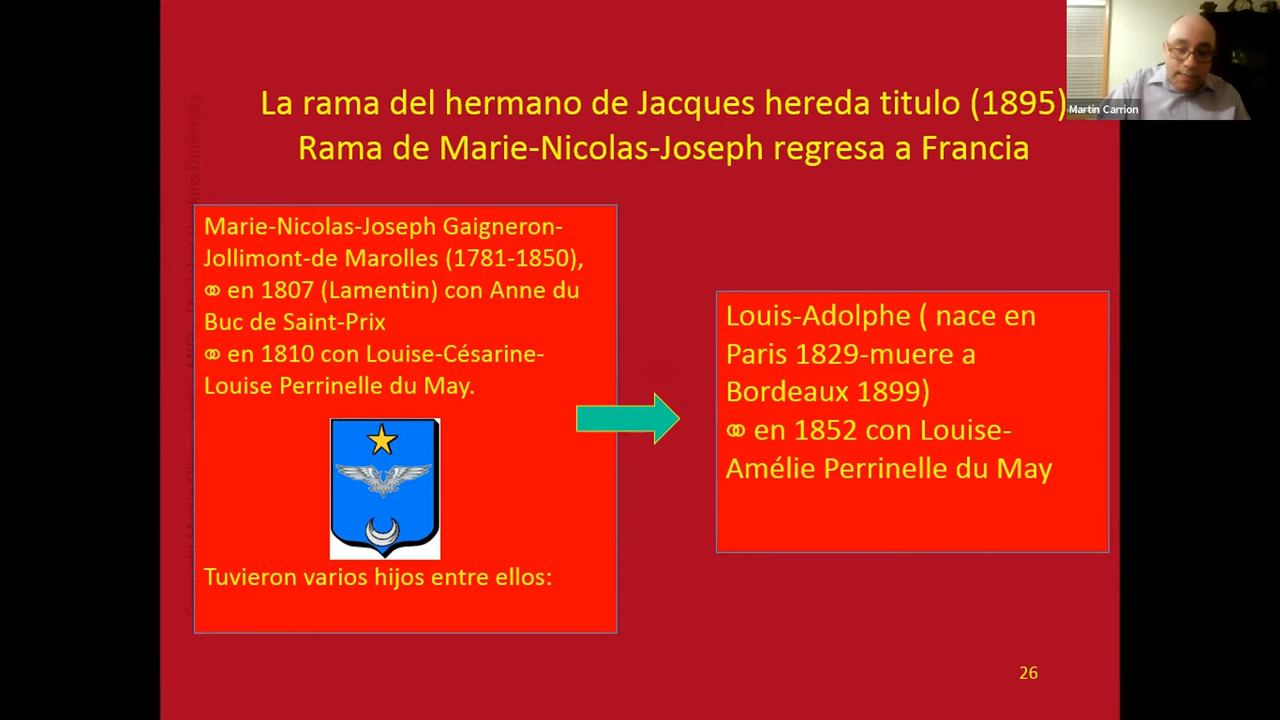 La rama del hermano de Jacques hereda titulo (1895)
Rama de Marie-Nicolas-Joseph regresa a Francia
Martin Carrion
Marie-Nicolas-Joseph Gaigneron-
Jollimont-de Marolles (1781-1850),
⚭ en 1807 (Lamentin) con Anne du
Buc de Saint-Prix
⚭ en 1810 con Louise-Césarine-
Louise Perrinelle du May.
Tuvieron varios hijos entre ellos:
Louis-Adolphe ( nace en
Paris 1829-muere a
Bordeaux 1899)
⚭ en 1852 con Louise-
Amélie Perrinelle du May
26